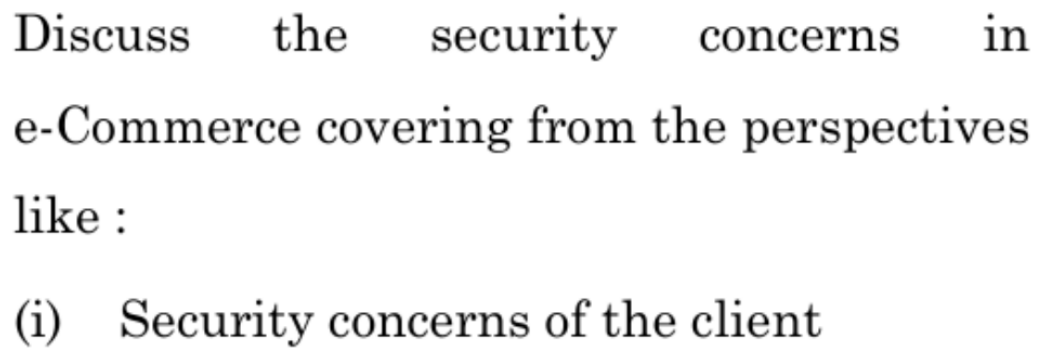 Discuss the security concerns in
e-Commerce covering from the perspectives
like :
(i) Security concerns of the client